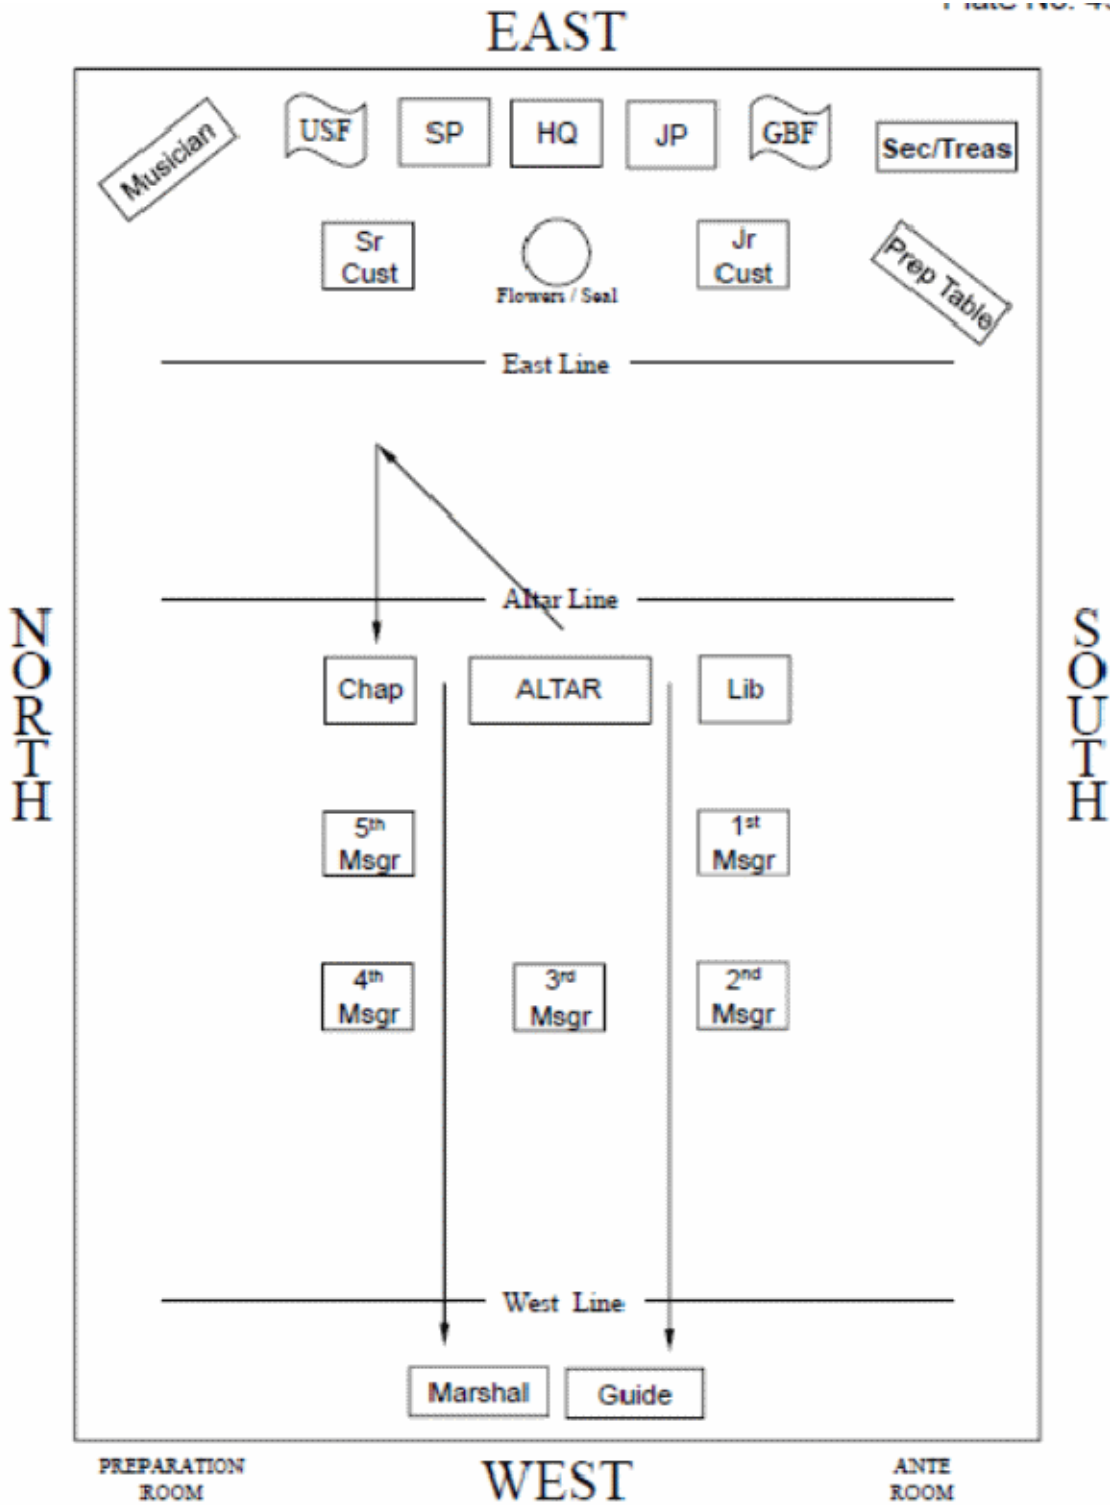 EAST
Musician
USF
SP
HQ
JP
GBF
Sec/Treas
Sr
Cust
Flowers / Seal
Jr
Cust
Prep Table
East Line
Altar Line
NORTH
SOUTH
Chap
ALTAR
Lib
5th
Msgr
1st
Msgr
4th
Msgr
3rd
Msgr
2nd
Msgr
West Line
Marshal
Guide
PREPARATION
ROOM
WEST
ANTE
ROOM